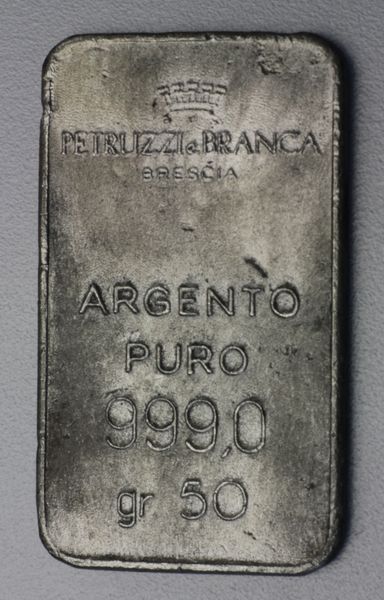 PETRUZZI e BRANCA
BRESCIA
ARGENTO
PURO
999,0
gr 50